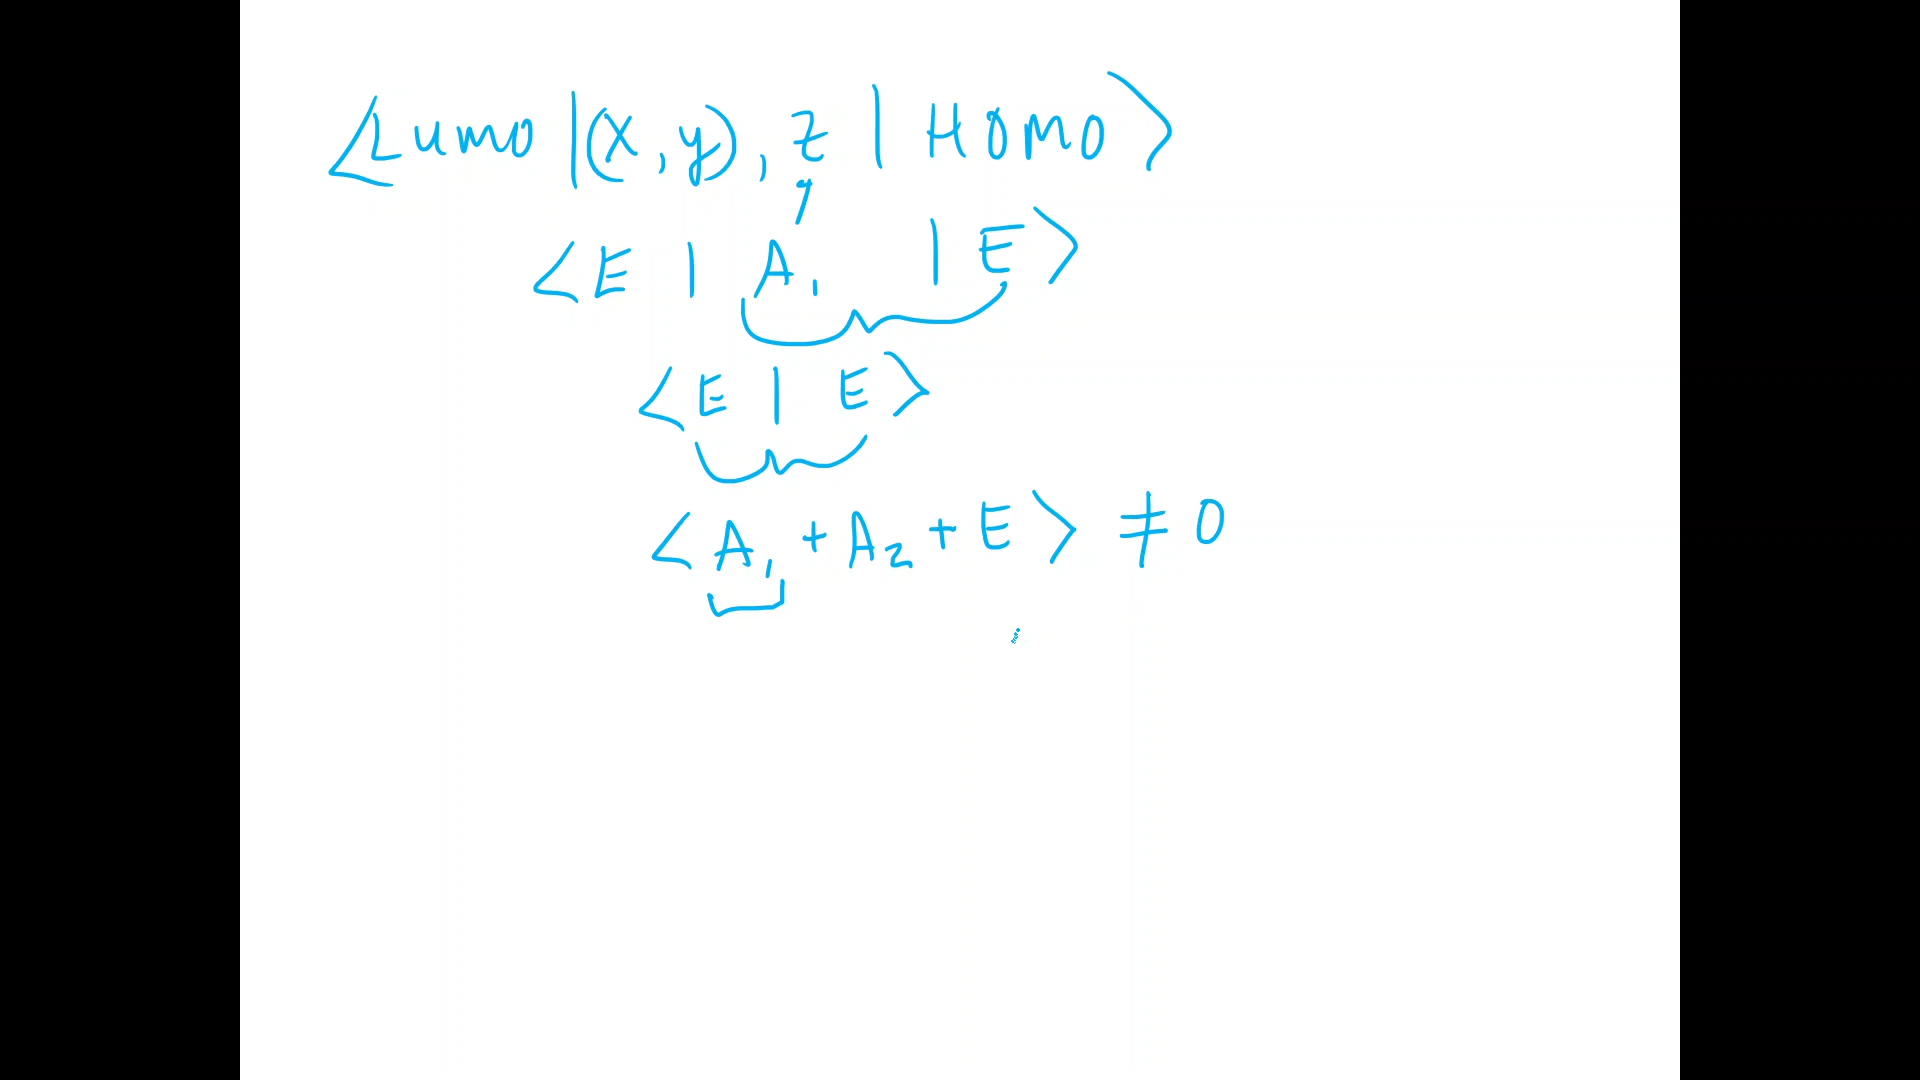 <Lumo|(x,y),z|Homo>
<E|A₁|E>
<E|E>
<A₁+A₂+E>≠0